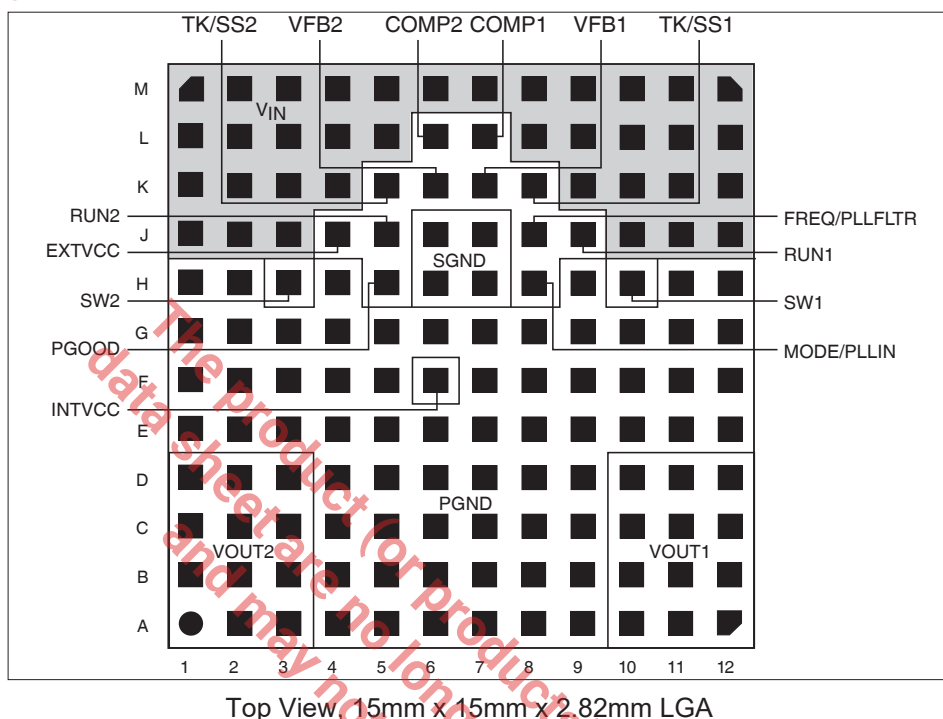 TK/SS2 VFB2 COMP2 COMP1 VFB1 TK/SS1
M
VIN
L
K
RUN2
FREQ/PLLFLTR
J
EXTVCC
SGND
RUN1
H
SW2
SW1
G
PGOOD
MODE/PLLIN
F
INTVCC
E
D
PGND
C
VOUT2
VOUT1
B
A
1 2 3 4 5 6 7 8 9 10 11 12
The product (or product
data sheet are no long
and may no
Top View, 15mm x 15mm x 2.82mm LGA